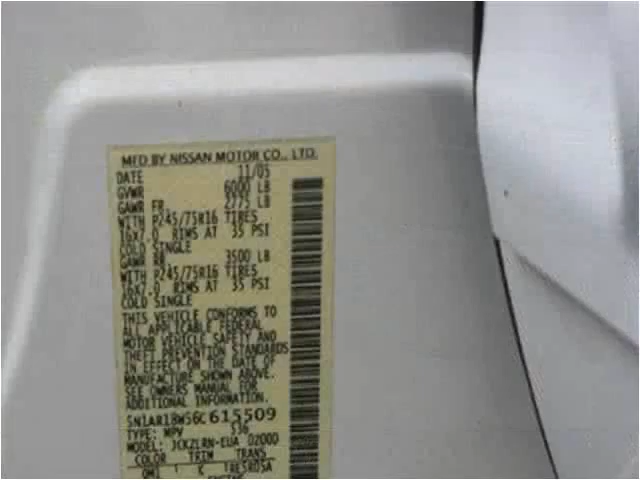 MFD BY NISSAN MOTOR CO., LTD.
DATE 11/05
GVWR 6000 LB
GAWR FR. 2775 LB
WITH P245/75R16 TIRES
16X7.0 RIMS AT 35 PSI
COLD SINGLE
GAWR RR. 3500 LB
WITH P245/75R16 TIRES
16X7.0 RIMS AT 35 PSI
COLD SINGLE
THIS VEHICLE CONFORMS TO
ALL APPLICABLE FEDERAL
MOTOR VEHICLE SAFETY AND
THEFT PREVENTION STANDARDS
IN EFFECT ON THE DATE OF
MANUFACTURE SHOWN ABOVE.
SEE OWNERS MANUAL FOR
ADDITIONAL INFORMATION
5N1AR18W56C615509
TYPE: MPV 536
MODEL: JCKZLRN-EUA 02000
COLOR TRIM TRANS
K RE5R05A
ENGINE